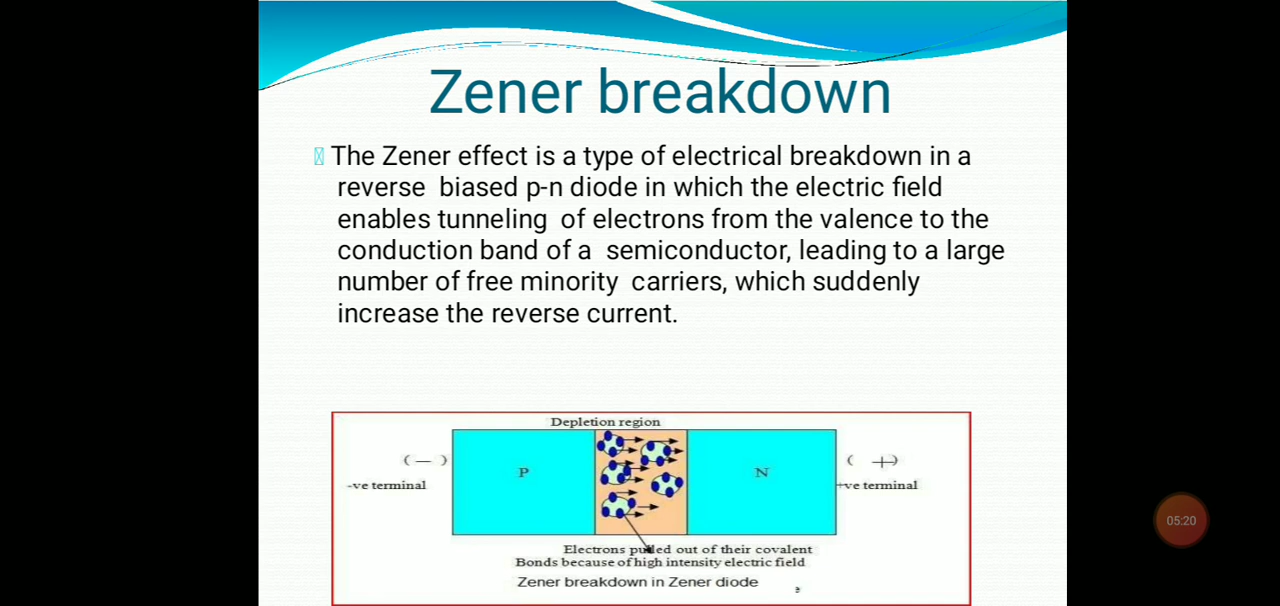 Zener breakdown
The Zener effect is a type of electrical breakdown in a
reverse biased p-n diode in which the electric field
enables tunneling of electrons from the valence to the
conduction band of a semiconductor, leading to a large
number of free minority carriers, which suddenly
increase the reverse current.
Depletion region
( — ) P N ( + )
-ve terminal +ve terminal
Electrons pulled out of their covalent
Bonds because of high intensity electric field
Zener breakdown in Zener diode
05:20